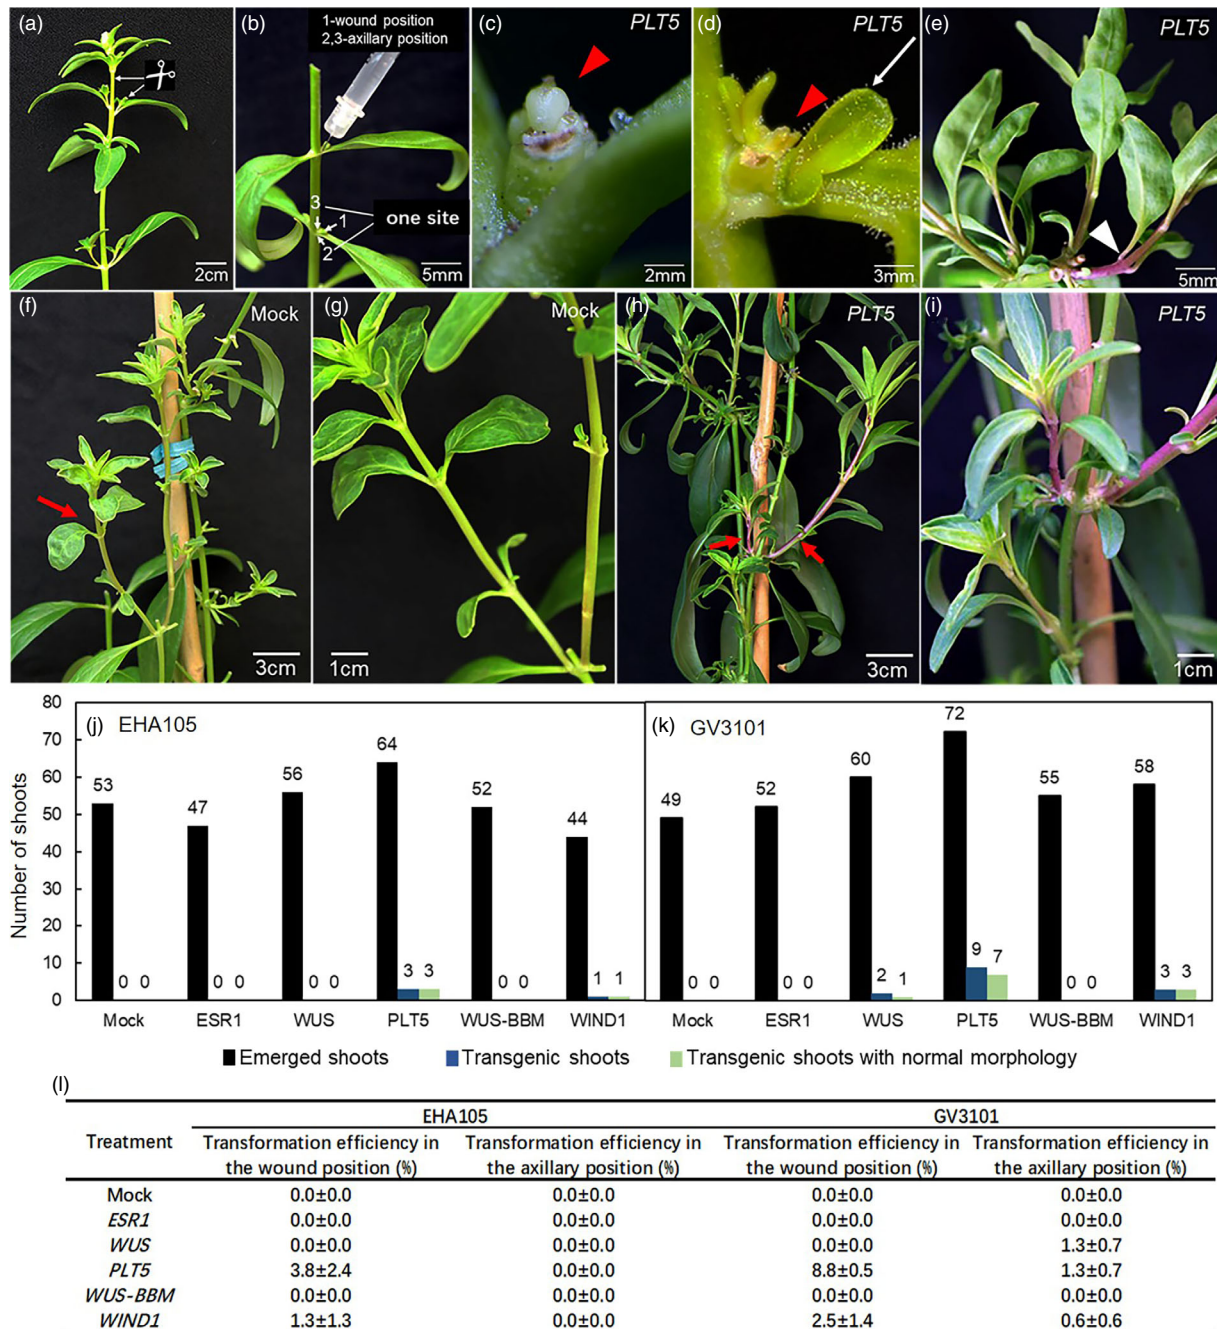 (a)
2cm
(b)
1-wound position
2,3-axillary position
3
1
2
one site
5mm
(c)
PLT5
2mm
(d)
PLT5
3mm
(e)
PLT5
5mm
(f)
Mock
3cm
(g)
Mock
1cm
(h)
PLT5
3cm
(i)
PLT5
1cm
Number of shoots
80
70
60
50
40
30
20
10
0
(j) EHA105
53
0 0
47
0 0
56
0 0
64
3 3
52
0 0
44
1 1
Mock ESR1 WUS PLT5 WUS-BBM WIND1
(k) GV3101
49
0 0
52
0 0
60
2 1
72
9 7
55
0 0
58
3 3
Mock ESR1 WUS PLT5 WUS-BBM WIND1
Emerged shoots Transgenic shoots Transgenic shoots with normal morphology
(l)
EHA105 GV3101
Treatment
Transformation efficiency in the wound position (%)
Transformation efficiency in the axillary position (%)
Transformation efficiency in the wound position (%)
Transformation efficiency in the axillary position (%)
Mock 0.0±0.0 0.0±0.0 0.0±0.0 0.0±0.0
ESR1 0.0±0.0 0.0±0.0 0.0±0.0 0.0±0.0
WUS 0.0±0.0 0.0±0.0 0.0±0.0 1.3±0.7
PLT5 3.8±2.4 0.0±0.0 8.8±0.5 1.3±0.7
WUS-BBM 0.0±0.0 0.0±0.0 0.0±0.0 0.0±0.0
WIND1 1.3±1.3 0.0±0.0 2.5±1.4 0.6±0.6